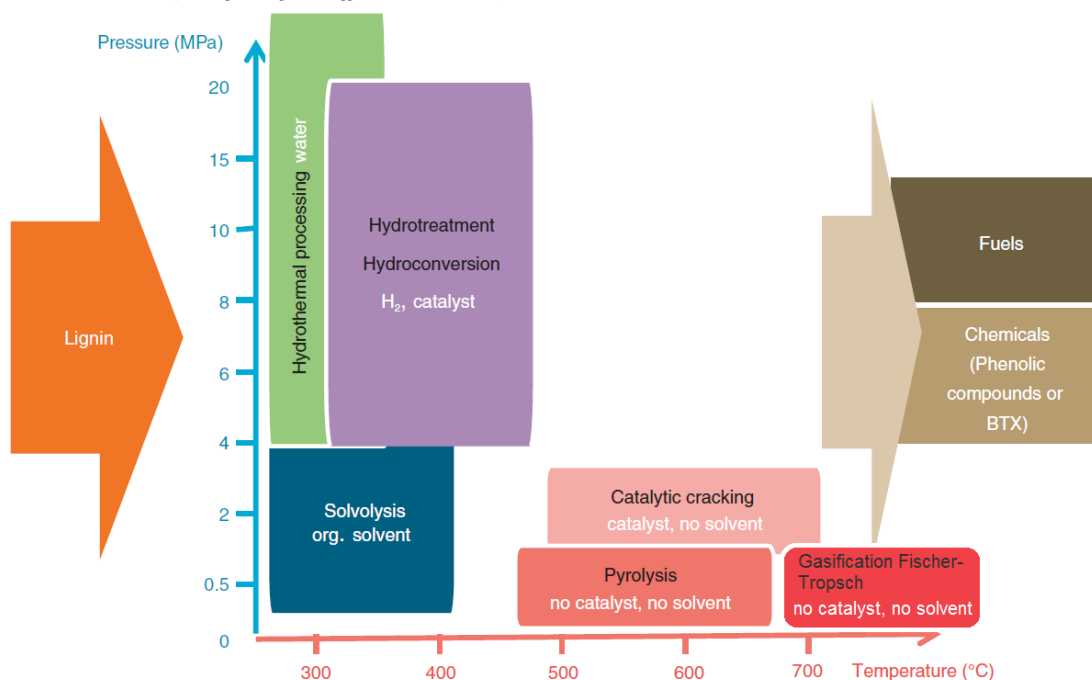 Pressure (MPa)
20
15
10
8
6
4
2
0.5
0
Lignin
Hydrothermal processing water
Hydrotreatment
Hydroconversion
H₂, catalyst
Solvolysis
org. solvent
Catalytic cracking
catalyst, no solvent
Pyrolysis
no catalyst, no solvent
Gasification Fischer-
Tropsch
no catalyst, no solvent
Fuels
Chemicals
(Phenolic
compounds or
BTX)
300
400
500
600
700
Temperature (°C)